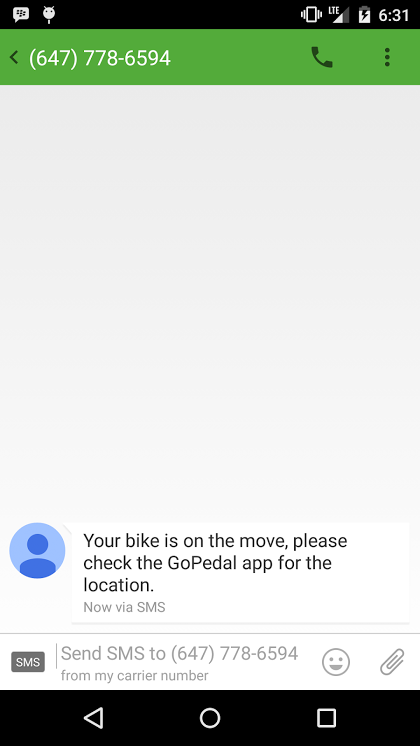 LTE 6:31
(647) 778-6594
Your bike is on the move, please
check the GoPedal app for the
location.
Now via SMS
SMS
Send SMS to (647) 778-6594
from my carrier number